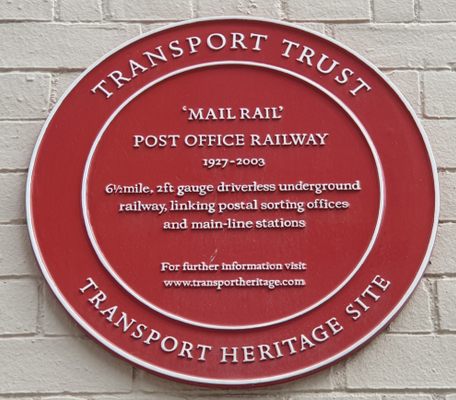 TRANSPORT TRUST
'MAIL RAIL'
POST OFFICE RAILWAY
1927-2003
6½mile, 2ft gauge driverless underground
railway, linking postal sorting offices
and main-line stations
For further information visit
www.transportheritage.com
TRANSPORT HERITAGE SITE